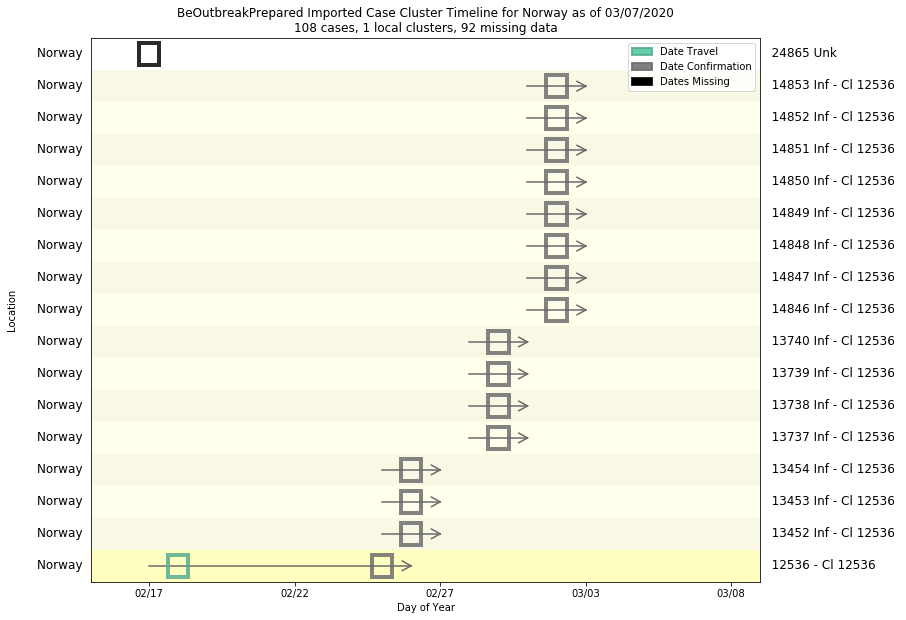 BeOutbreakPrepared Imported Case Cluster Timeline for Norway as of 03/07/2020
108 cases, 1 local clusters, 92 missing data
Date Travel
Date Confirmation
Dates Missing
Norway 24865 Unk
Norway 14853 Inf - Cl 12536
Norway 14852 Inf - Cl 12536
Norway 14851 Inf - Cl 12536
Norway 14850 Inf - Cl 12536
Norway 14849 Inf - Cl 12536
Norway 14848 Inf - Cl 12536
Norway 14847 Inf - Cl 12536
Norway 14846 Inf - Cl 12536
Norway 13740 Inf - Cl 12536
Norway 13739 Inf - Cl 12536
Norway 13738 Inf - Cl 12536
Norway 13737 Inf - Cl 12536
Norway 13454 Inf - Cl 12536
Norway 13453 Inf - Cl 12536
Norway 13452 Inf - Cl 12536
Norway 12536 - Cl 12536
Location
02/17 02/22 02/27 03/03 03/08
Day of Year